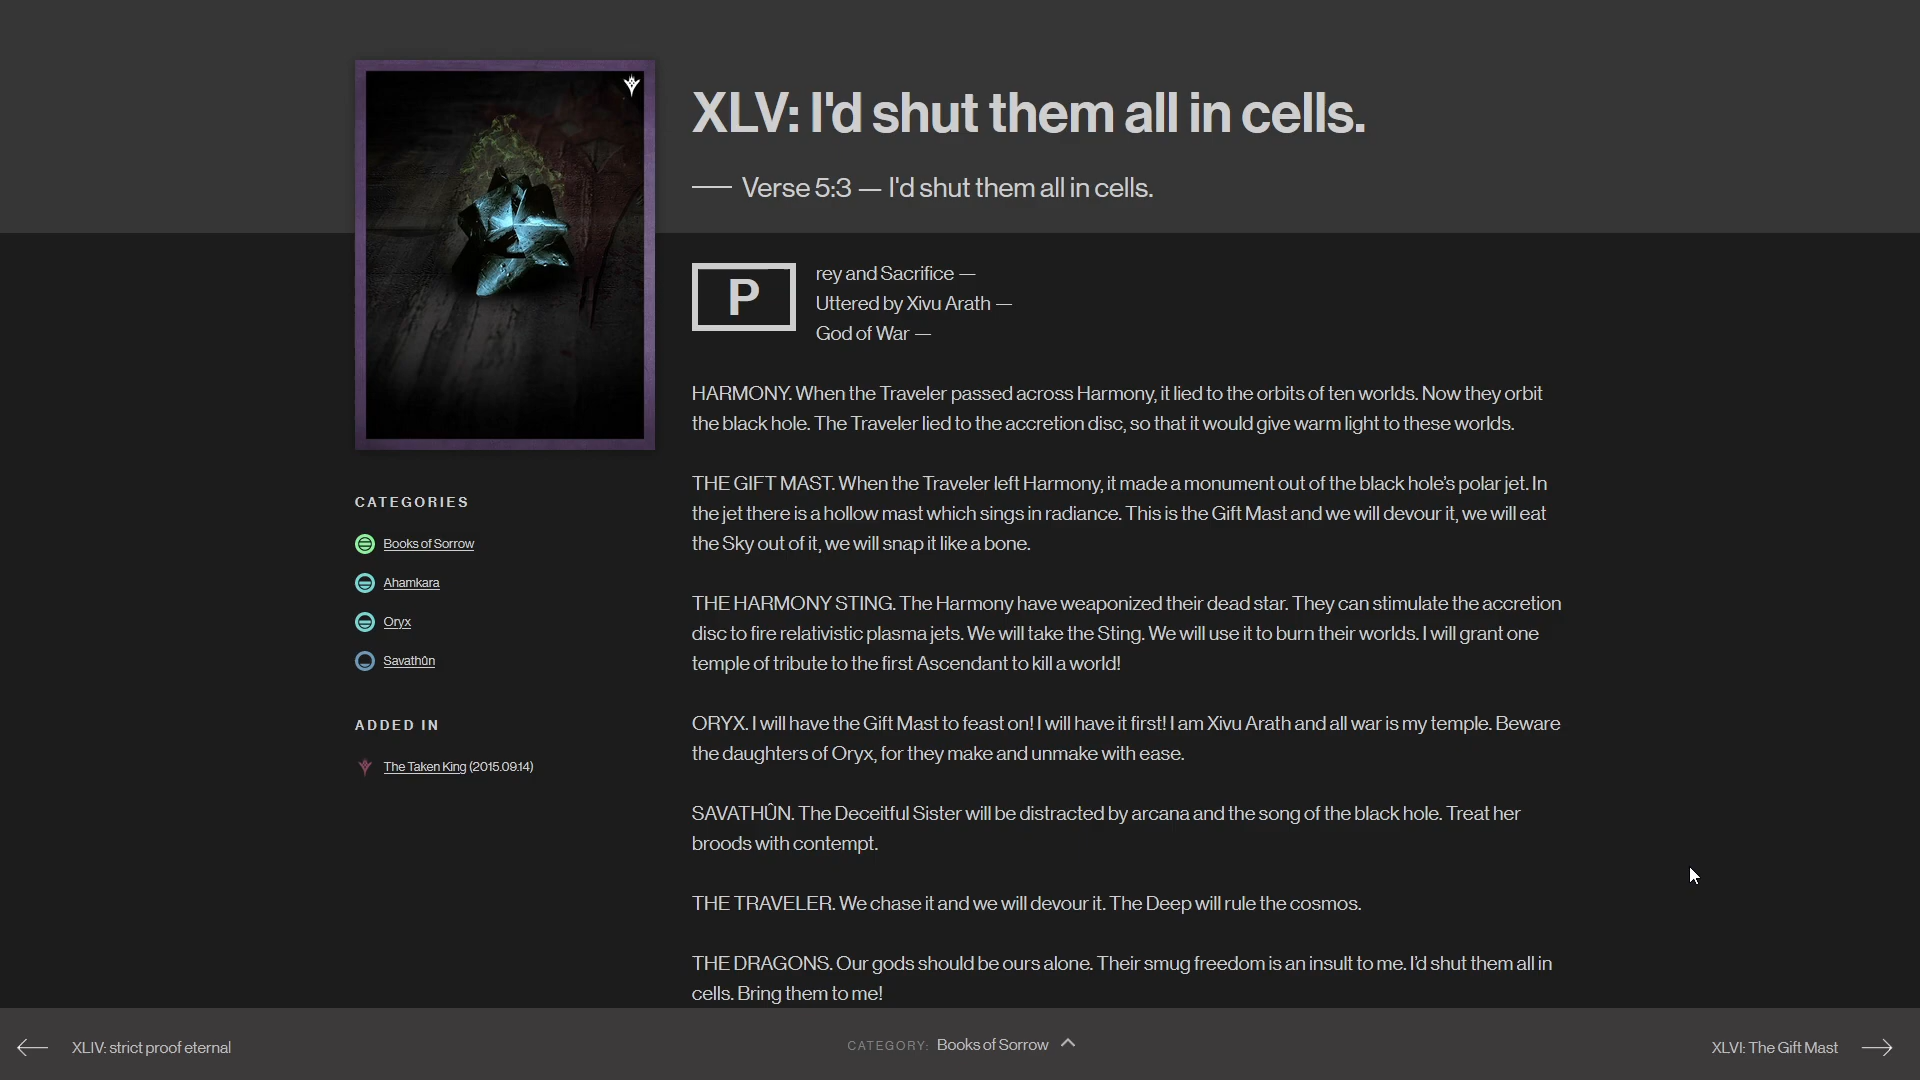 XLV: I'd shut them all in cells.
Verse 5:3 — I'd shut them all in cells.
Prey and Sacrifice —
Uttered by Xivu Arath —
God of War —
HARMONY. When the Traveler passed across Harmony, it lied to the orbits of ten worlds. Now they orbit
the black hole. The Traveler lied to the accretion disc, so that it would give warm light to these worlds.
THE GIFT MAST. When the Traveler left Harmony, it made a monument out of the black hole’s polar jet. In
the jet there is a hollow mast which sings in radiance. This is the Gift Mast and we will devour it, we will eat
the Sky out of it, we will snap it like a bone.
THE HARMONY STING. The Harmony have weaponized their dead star. They can stimulate the accretion
disc to fire relativistic plasma jets. We will take the Sting. We will use it to burn their worlds. I will grant one
temple of tribute to the first Ascendant to kill a world!
ORYX. I will have the Gift Mast to feast on! I will have it first! I am Xivu Arath and all war is my temple. Beware
the daughters of Oryx, for they make and unmake with ease.
SAVATHÛN. The Deceitful Sister will be distracted by arcana and the song of the black hole. Treat her
broods with contempt.
THE TRAVELER. We chase it and we will devour it. The Deep will rule the cosmos.
THE DRAGONS. Our gods should be ours alone. Their smug freedom is an insult to me. I’d shut them all in
cells. Bring them to me!
CATEGORIES
Books of Sorrow
Ahamkara
Oryx
Savathûn
ADDED IN
The Taken King (2015.09.14)
XLIV: strict proof eternal
CATEGORY: Books of Sorrow
XLVI: The Gift Mast